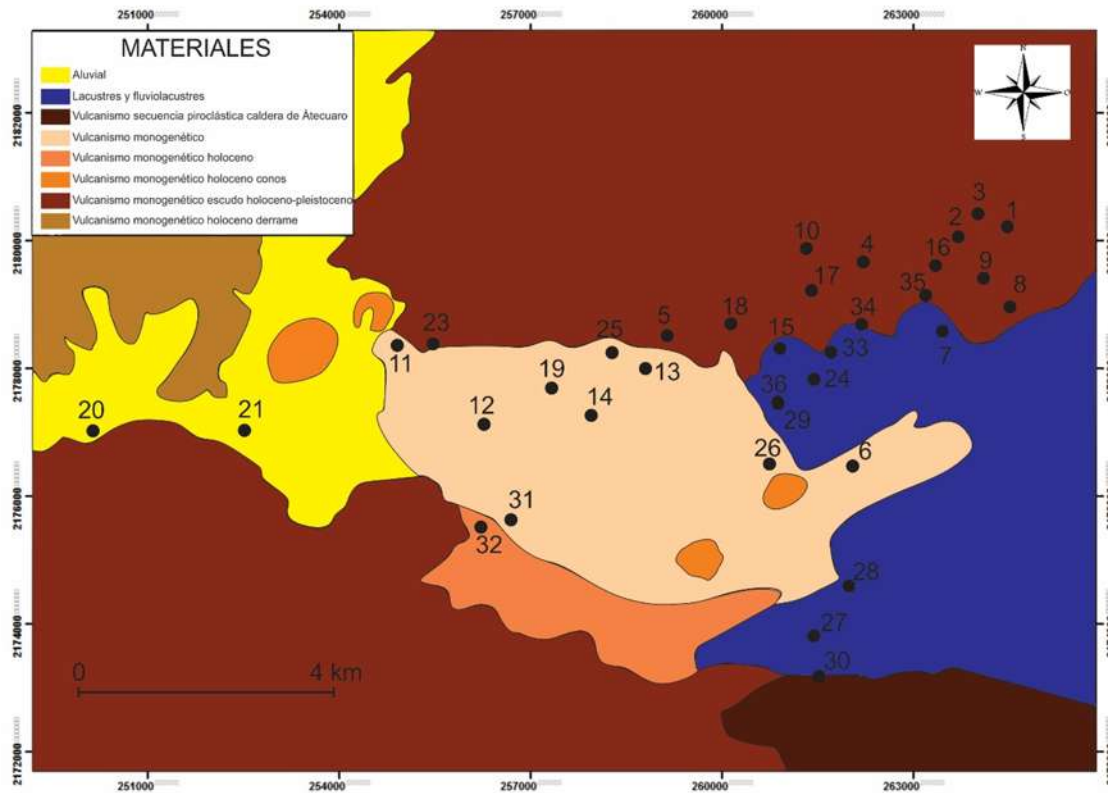 251000 254000 257000 260000 263000
MATERIALES
Aluvial
Lacustres y fluviolacustres
Vulcanismo secuencia piroclástica caldera de Àtecuaro
Vulcanismo monogenético
Vulcanismo monogenético holoceno
Vulcanismo monogenético holoceno conos
Vulcanismo monogenético escudo holoceno-pleistoceno
Vulcanismo monogenético holoceno derrame
N
W O
S
2182000
2180000
2178000
2176000
2174000
2172000
3
1
2
10
4
16
9
17
35
8
5
18
34
23
25
15
7
11
13
33
19
24
36
14
12
29
20
21
26
6
31
32
28
27
30
0 4 km
251000 254000 257000 260000 263000